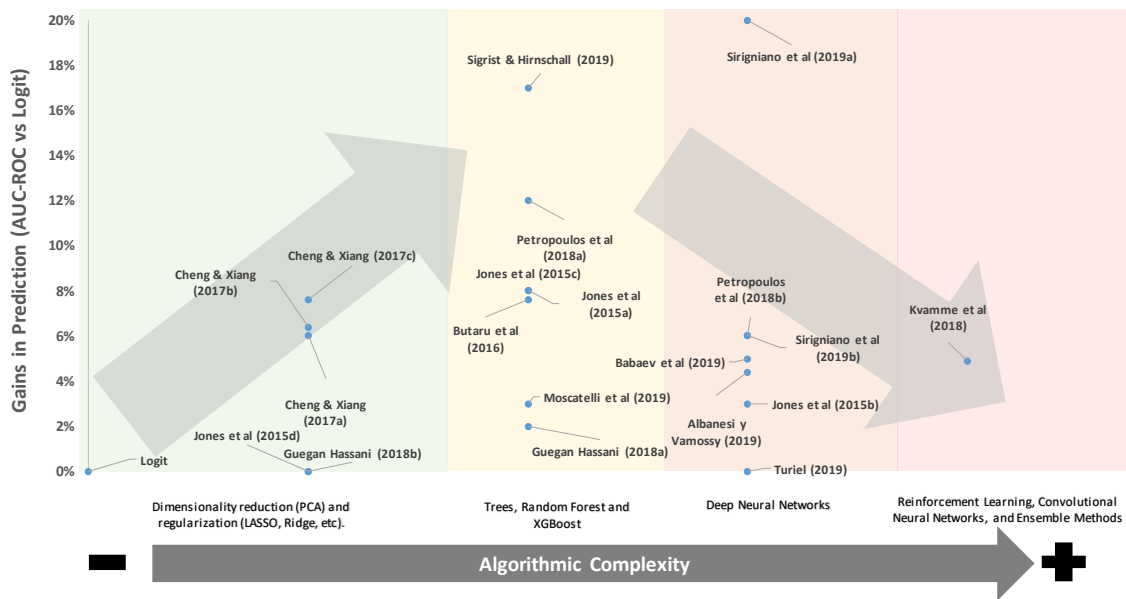 Gains in Prediction (AUC-ROC vs Logit)
20%
18%
16%
14%
12%
10%
8%
6%
4%
2%
0%
Sirigniano et al (2019a)
Sigrist & Hirnschall (2019)
Petropoulos et al
(2018a)
Cheng & Xiang (2017c)
Cheng & Xiang
2017b)
Jones et al (2015c)
Jones et al
(2015a)
Butaru et al
(2016)
Petropoulos
et al (2018b)
Kvamme et al
(2018)
Sirigniano et al
(2019b)
Babaev et al (2019)
Cheng & Xiang
(2017a)
Moscatelli et al (2019)
Jones et al (2015b)
Albanesi y
Vamossy (2019)
Jones et al (2015d)
Guegan Hassani (2018b)
Guegan Hassani (2018a)
Logit
Turiel (2019)
Dimensionality reduction (PCA) and
regularization (LASSO, Ridge, etc).
Trees, Random Forest and
XGBoost
Deep Neural Networks
Reinforcement Learning, Convolutional
Neural Networks, and Ensemble Methods
Algorithmic Complexity